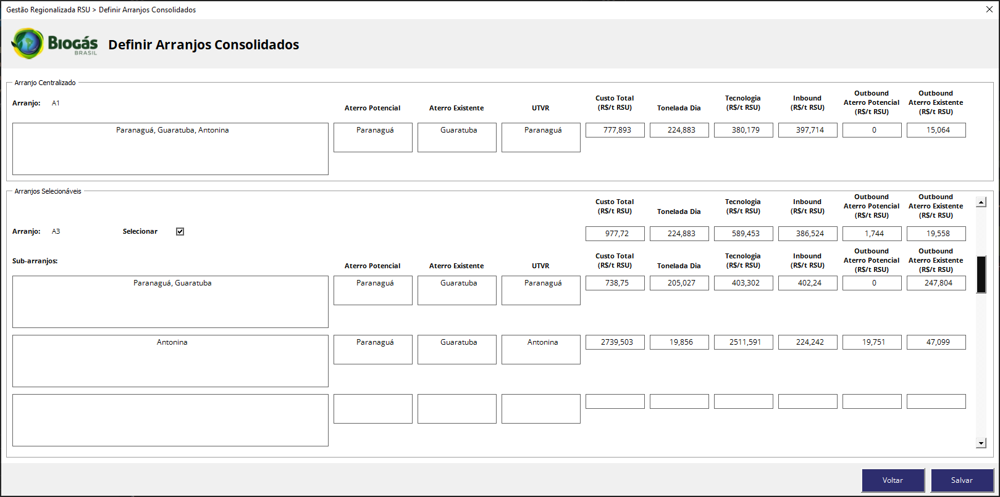 Gestão Regionalizada RSU > Definir Arranjos Consolidados
BIOGÁS
BRASIL
Definir Arranjos Consolidados
Arranjo Centralizado
Arranjo: A1
Aterro Potencial Aterro Existente UTVR Custo Total (R$/t RSU) Tonelada Dia Tecnologia (R$/t RSU) Inbound (R$/t RSU) Outbound Aterro Potencial (R$/t RSU) Outbound Aterro Existente (R$/t RSU)
Paranaguá, Guaratuba, Antonina Paranaguá Guaratuba Paranaguá 777,893 224,883 380,179 397,714 0 15,064
Arranjos Selecionáveis
Custo Total (R$/t RSU) Tonelada Dia Tecnologia (R$/t RSU) Inbound (R$/t RSU) Outbound Aterro Potencial (R$/t RSU) Outbound Aterro Existente (R$/t RSU)
Arranjo: A3 Selecionar 977,72 224,883 589,453 386,524 1,744 19,558
Sub-arranjos:
Aterro Potencial Aterro Existente UTVR Custo Total (R$/t RSU) Tonelada Dia Tecnologia (R$/t RSU) Inbound (R$/t RSU) Outbound Aterro Potencial (R$/t RSU) Outbound Aterro Existente (R$/t RSU)
Paranaguá, Guaratuba Paranaguá Guaratuba Paranaguá 738,75 205,027 403,302 402,24 0 247,804
Antonina Paranaguá Guaratuba Antonina 2739,503 19,856 2511,591 224,242 19,751 47,099
Voltar Salvar